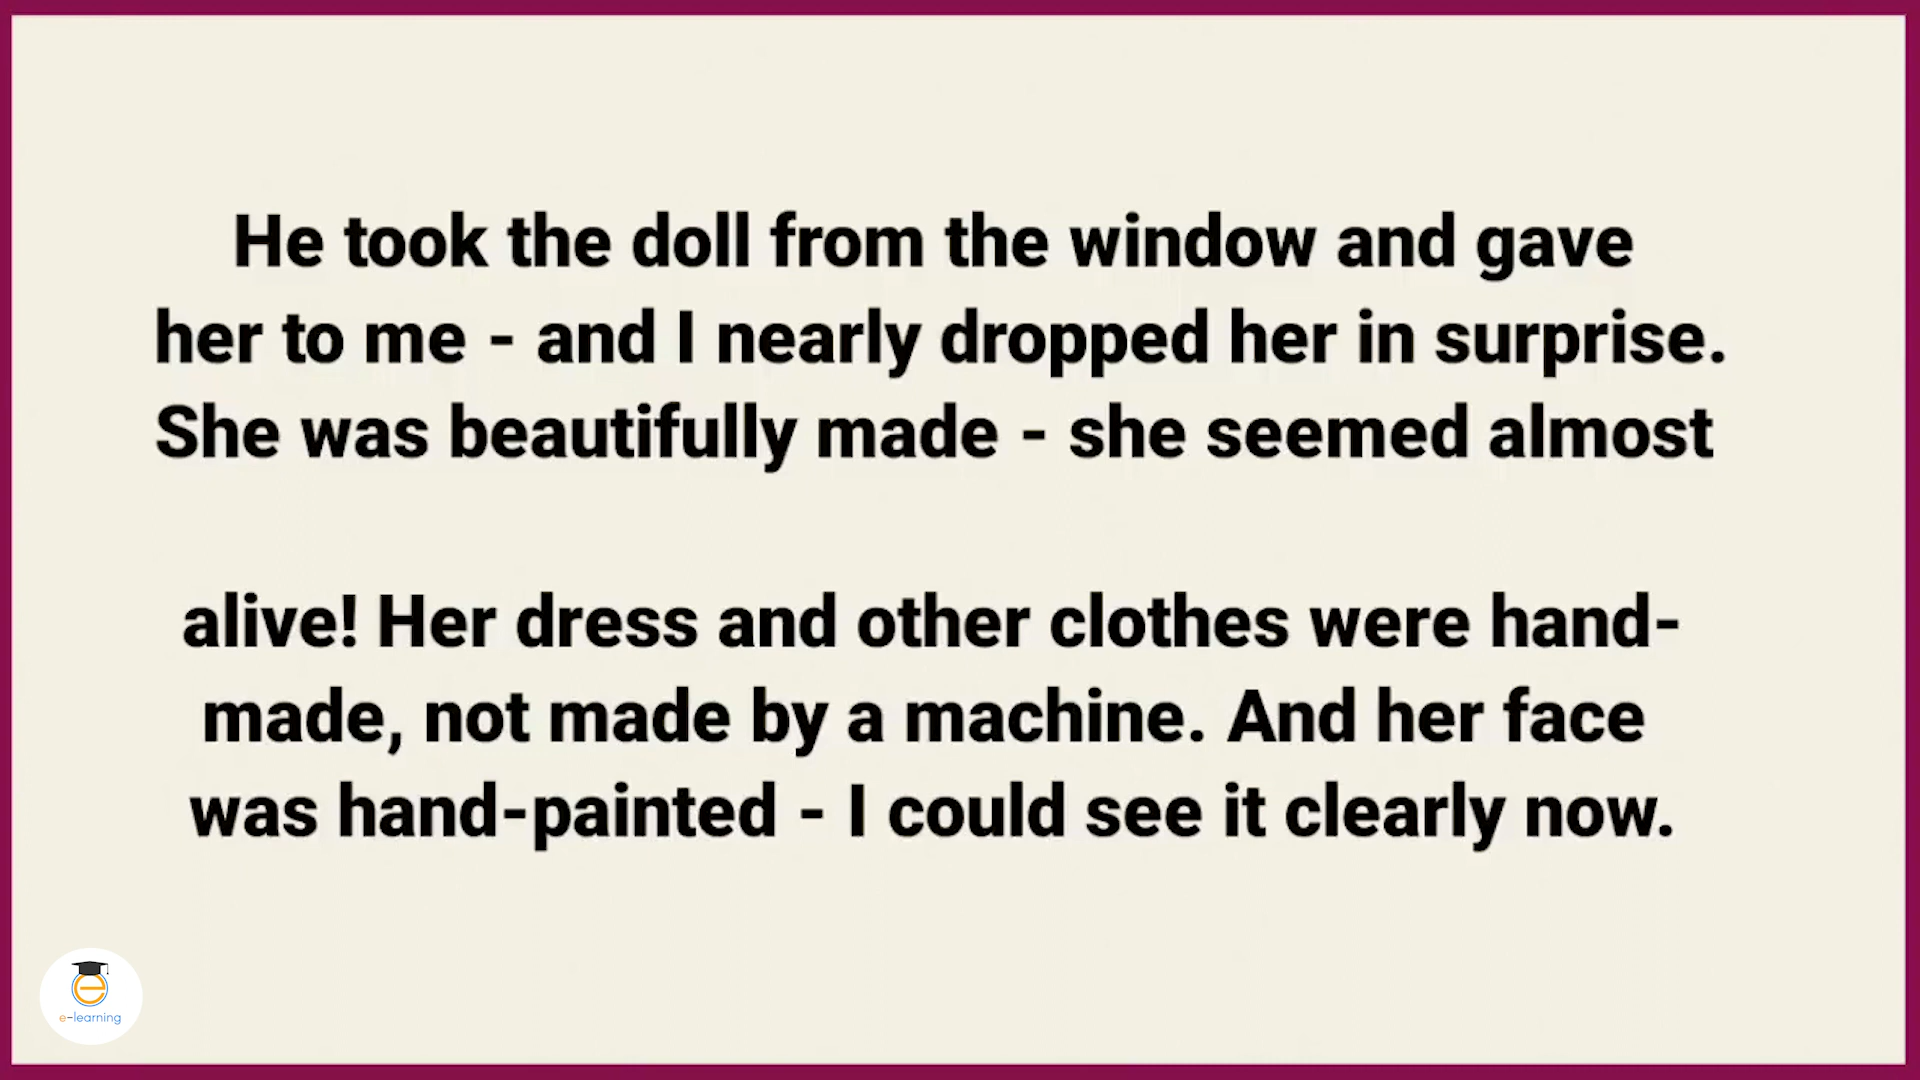 He took the doll from the window and gave
her to me - and I nearly dropped her in surprise.
She was beautifully made - she seemed almost
alive! Her dress and other clothes were hand-
made, not made by a machine. And her face
was hand-painted - I could see it clearly now.
e-learning